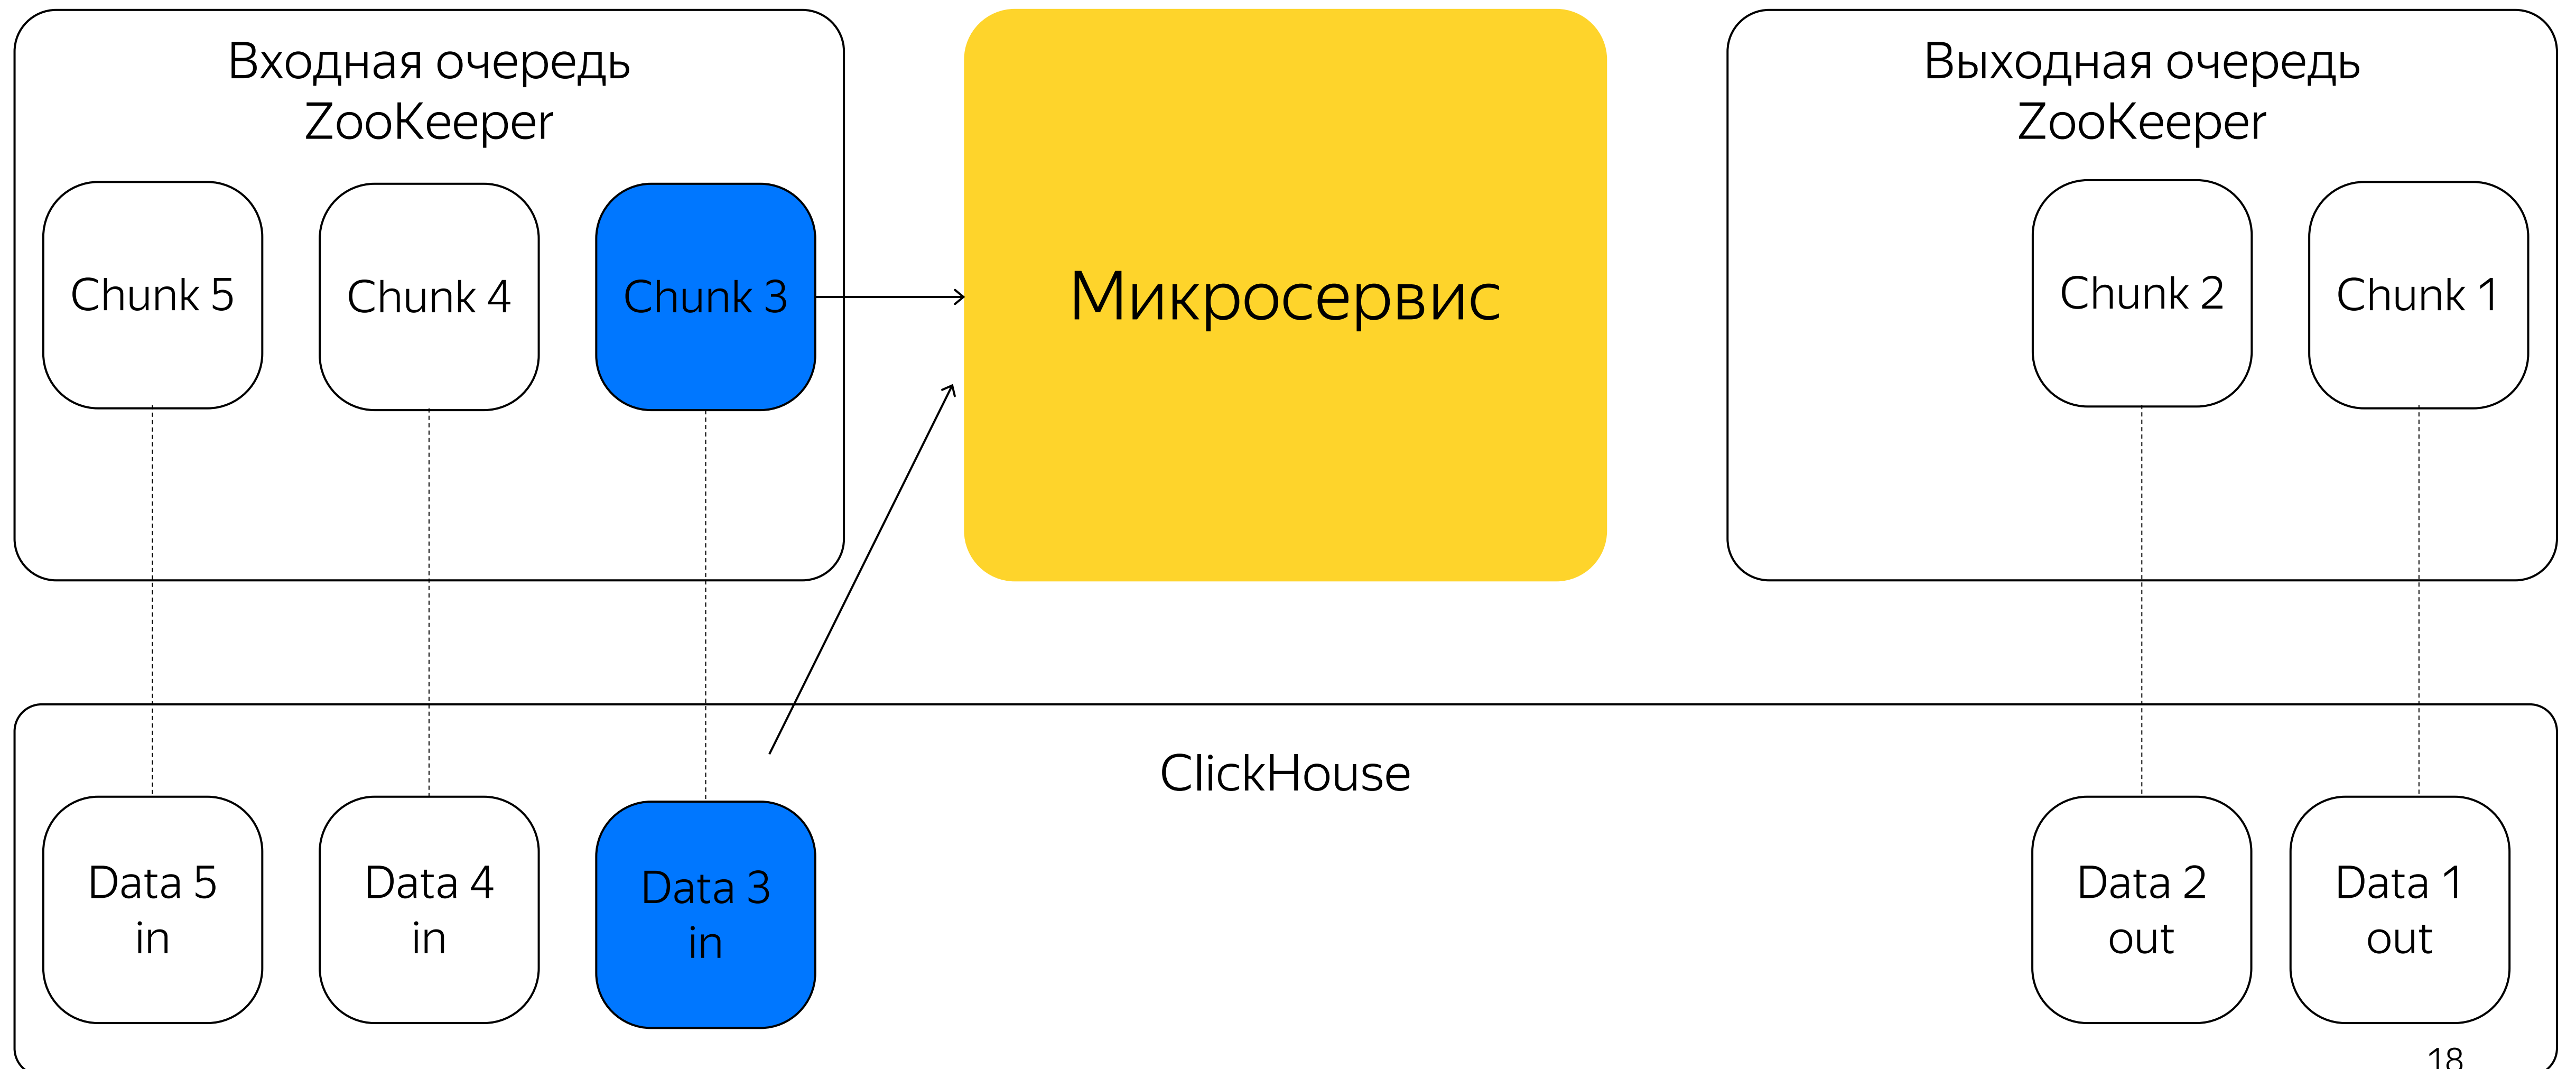 Входная очередь
ZooKeeper
Chunk 5
Chunk 4
Chunk 3
Микросервис
Выходная очередь
ZooKeeper
Chunk 2
Chunk 1
ClickHouse
Data 5
in
Data 4
in
Data 3
in
Data 2
out
Data 1
out
18